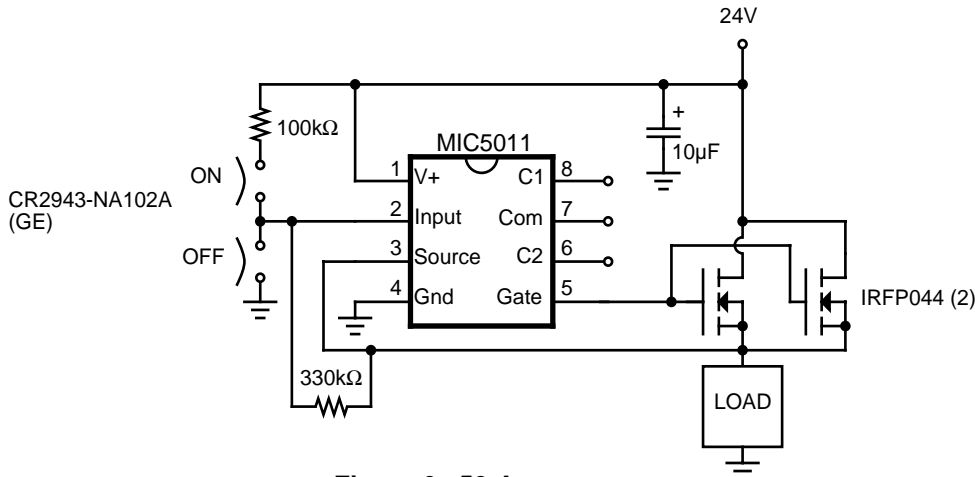 24V
100kΩ
+
10µF
MIC5011
ON
CR2943-NA102A
(GE)
OFF
1 V+ C1 8
2 Input Com 7
3 Source C2 6
4 Gnd Gate 5
IRFP044 (2)
330kΩ
LOAD